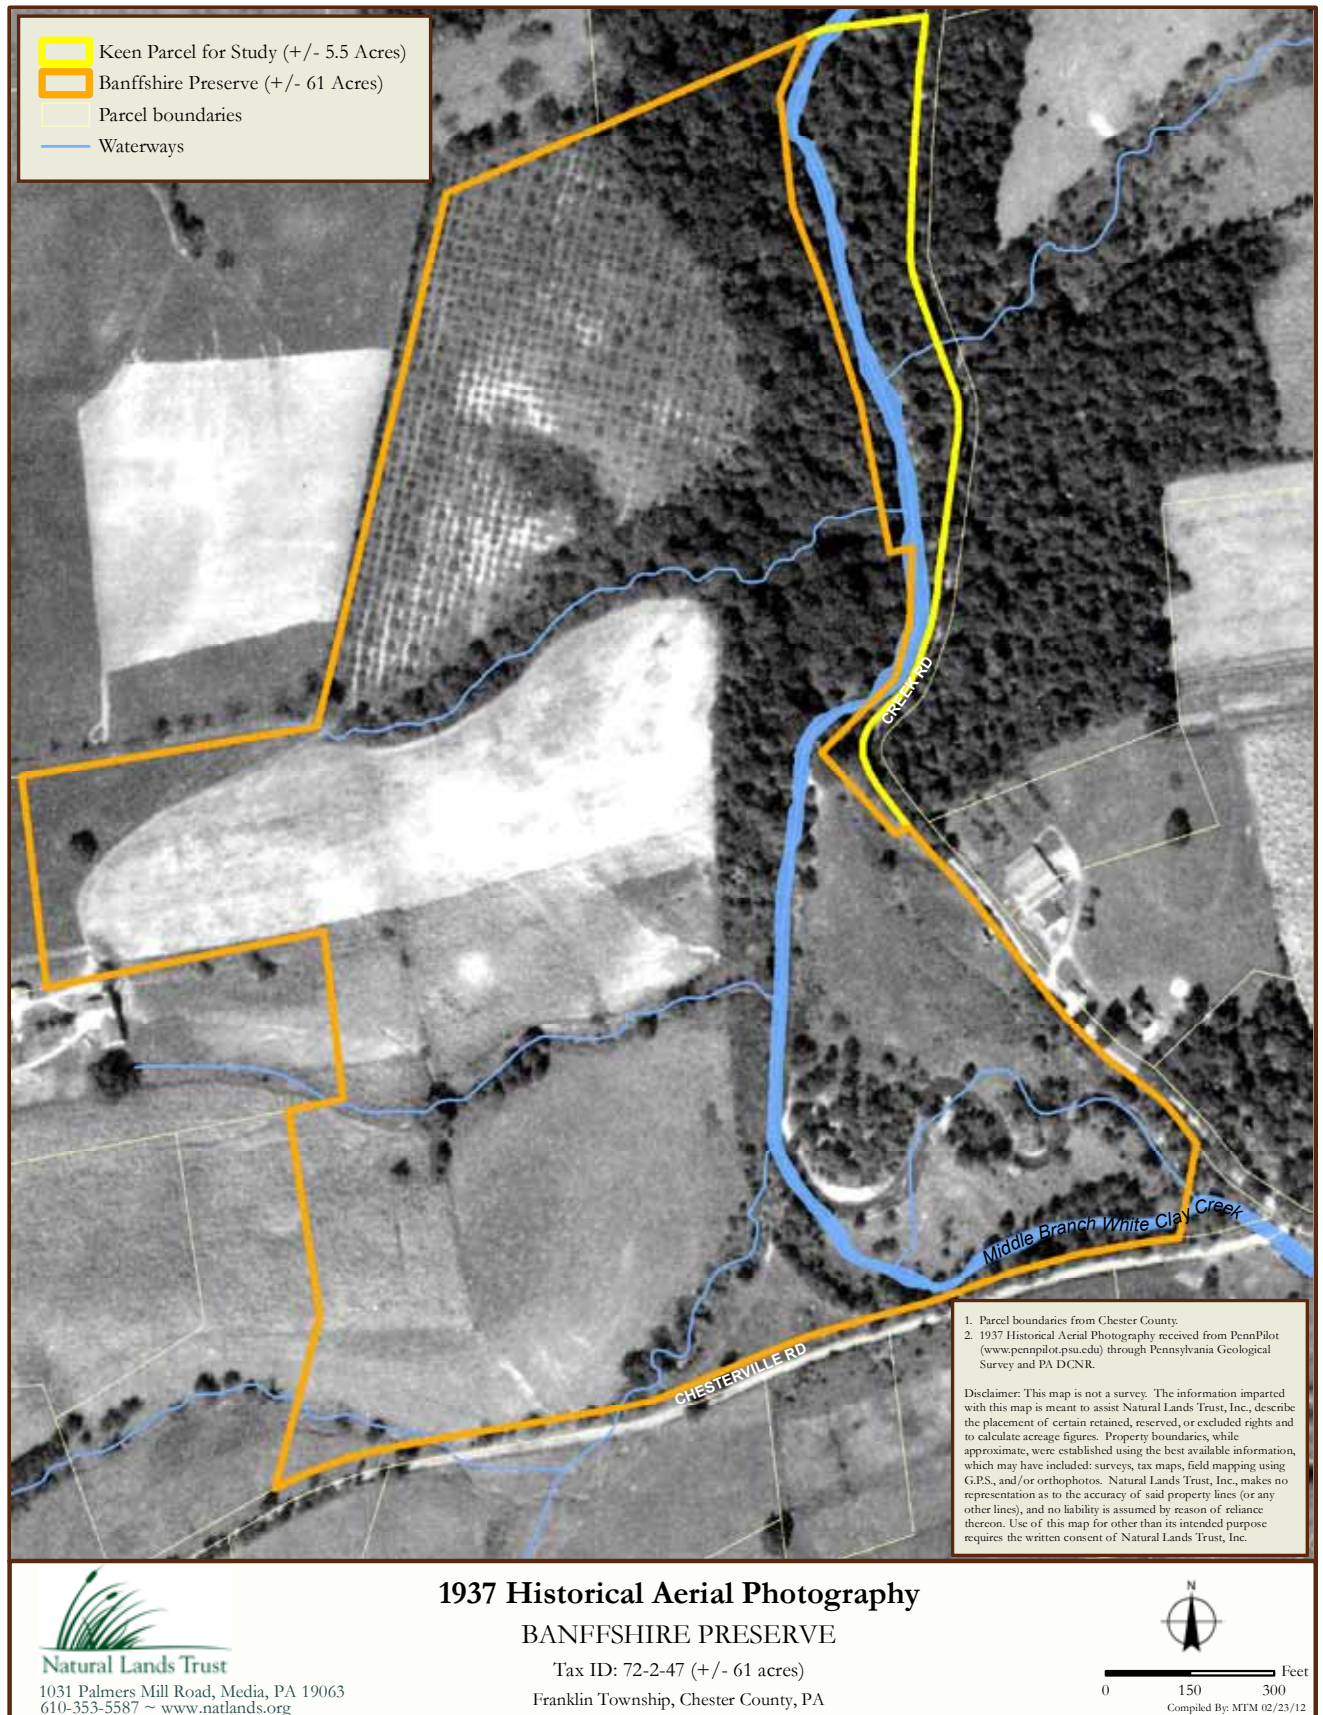 Keen Parcel for Study (+/- 5.5 Acres)
Banffshire Preserve (+/- 61 Acres)
Parcel boundaries
Waterways
CREEK RD
Middle Branch White Clay Creek
CHESTERVILLE RD
1. Parcel boundaries from Chester County.
2. 1937 Historical Aerial Photography received from PennPilot
(www.pennpilot.psu.edu) through Pennsylvania Geological
Survey and PA DCNR.
Disclaimer: This map is not a survey. The information imparted
with this map is meant to assist Natural Lands Trust, Inc., describe
the placement of certain retained, reserved, or excluded rights and
to calculate acreage figures. Property boundaries, while
approximate, were established using the best available information,
which may have included: surveys, tax maps, field mapping using
G.P.S., and/or orthophotos. Natural Lands Trust, Inc., makes no
representation as to the accuracy of said property lines (or any
other lines), and no liability is assumed by reason of reliance
thereon. Use of this map for other than its intended purpose
requires the written consent of Natural Lands Trust, Inc.
Natural Lands Trust
1031 Palmers Mill Road, Media, PA 19063
610-353-5587 ~ www.natlands.org
1937 Historical Aerial Photography
BANFFSHIRE PRESERVE
Tax ID: 72-2-47 (+/- 61 acres)
Franklin Township, Chester County, PA
N
Feet
0 150 300
Compiled By: MTM 02/23/12